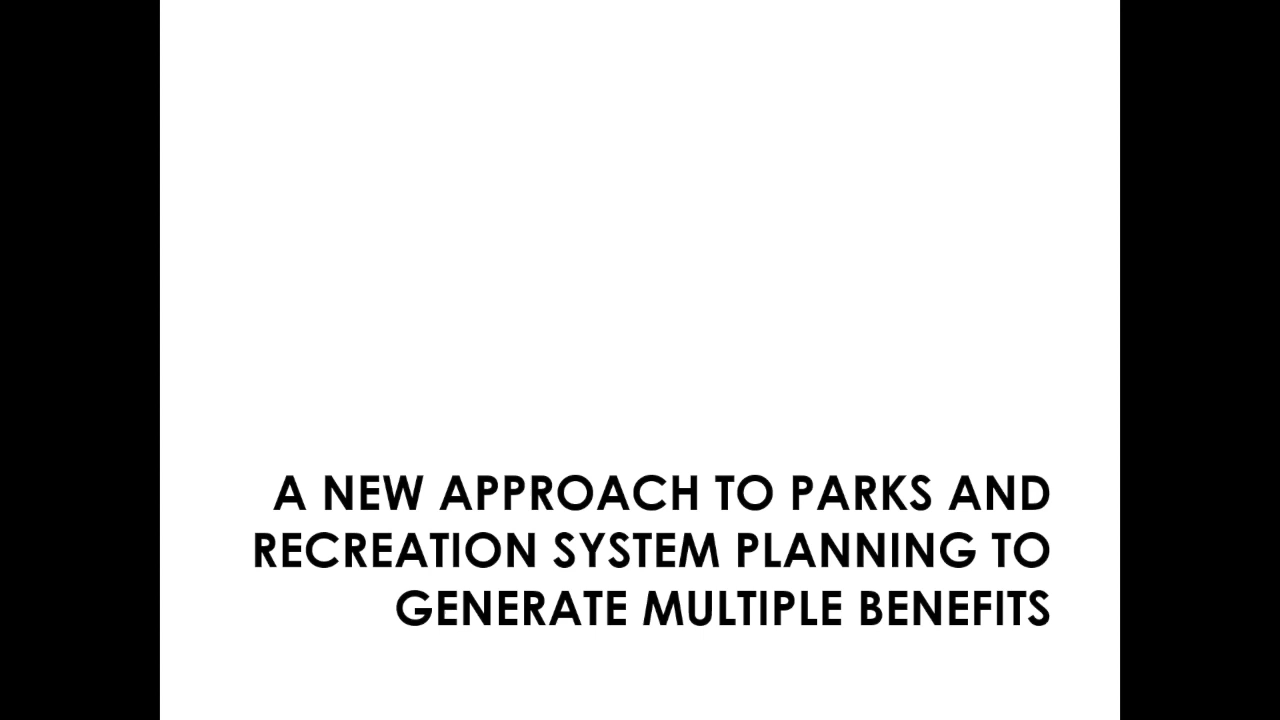 A NEW APPROACH TO PARKS AND
RECREATION SYSTEM PLANNING TO
GENERATE MULTIPLE BENEFITS